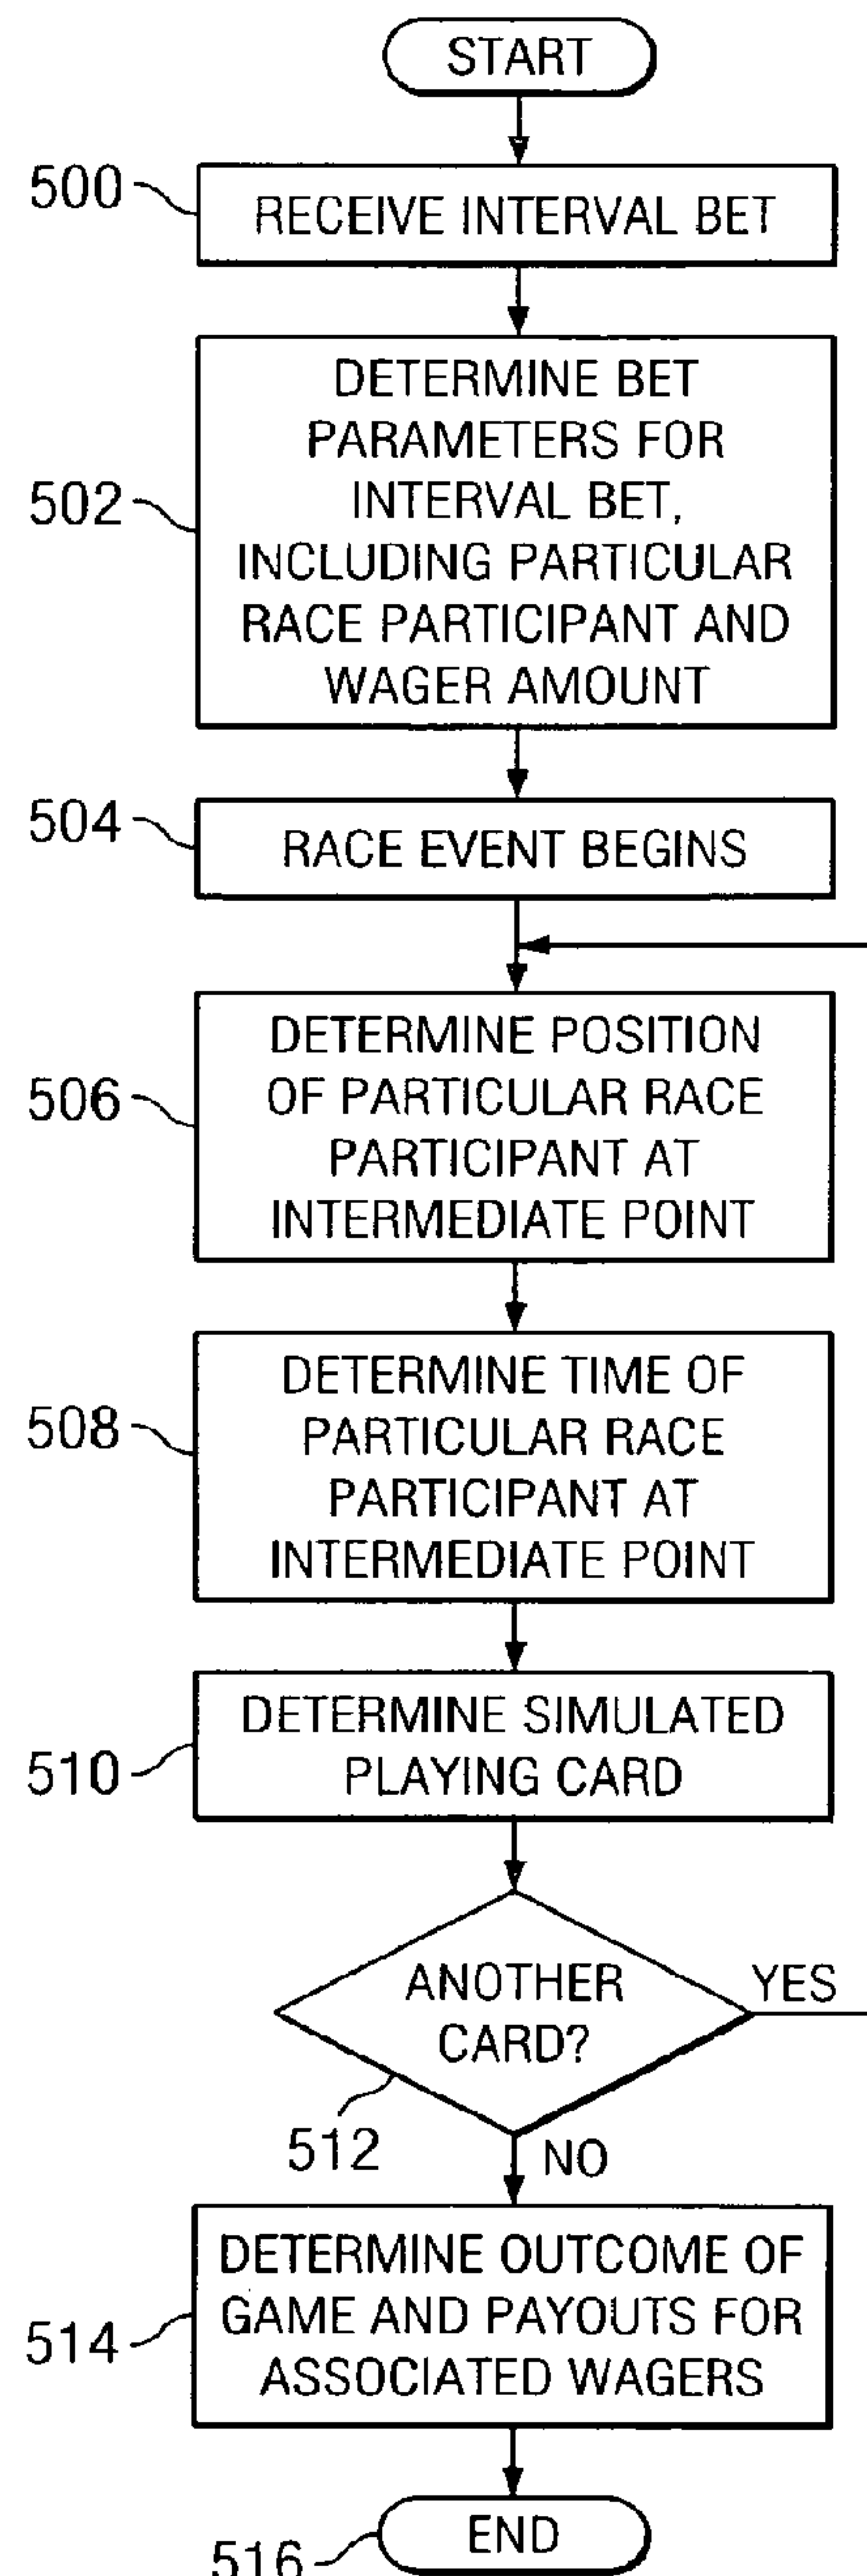 START
500
RECEIVE INTERVAL BET
502
DETERMINE BET
PARAMETERS FOR
INTERVAL BET,
INCLUDING PARTICULAR
RACE PARTICIPANT AND
WAGER AMOUNT
504
RACE EVENT BEGINS
506
DETERMINE POSITION
OF PARTICULAR RACE
PARTICIPANT AT
INTERMEDIATE POINT
508
DETERMINE TIME OF
PARTICULAR RACE
PARTICIPANT AT
INTERMEDIATE POINT
510
DETERMINE SIMULATED
PLAYING CARD
ANOTHER
CARD?
YES
512
NO
514
DETERMINE OUTCOME OF
GAME AND PAYOUTS FOR
ASSOCIATED WAGERS
END
516